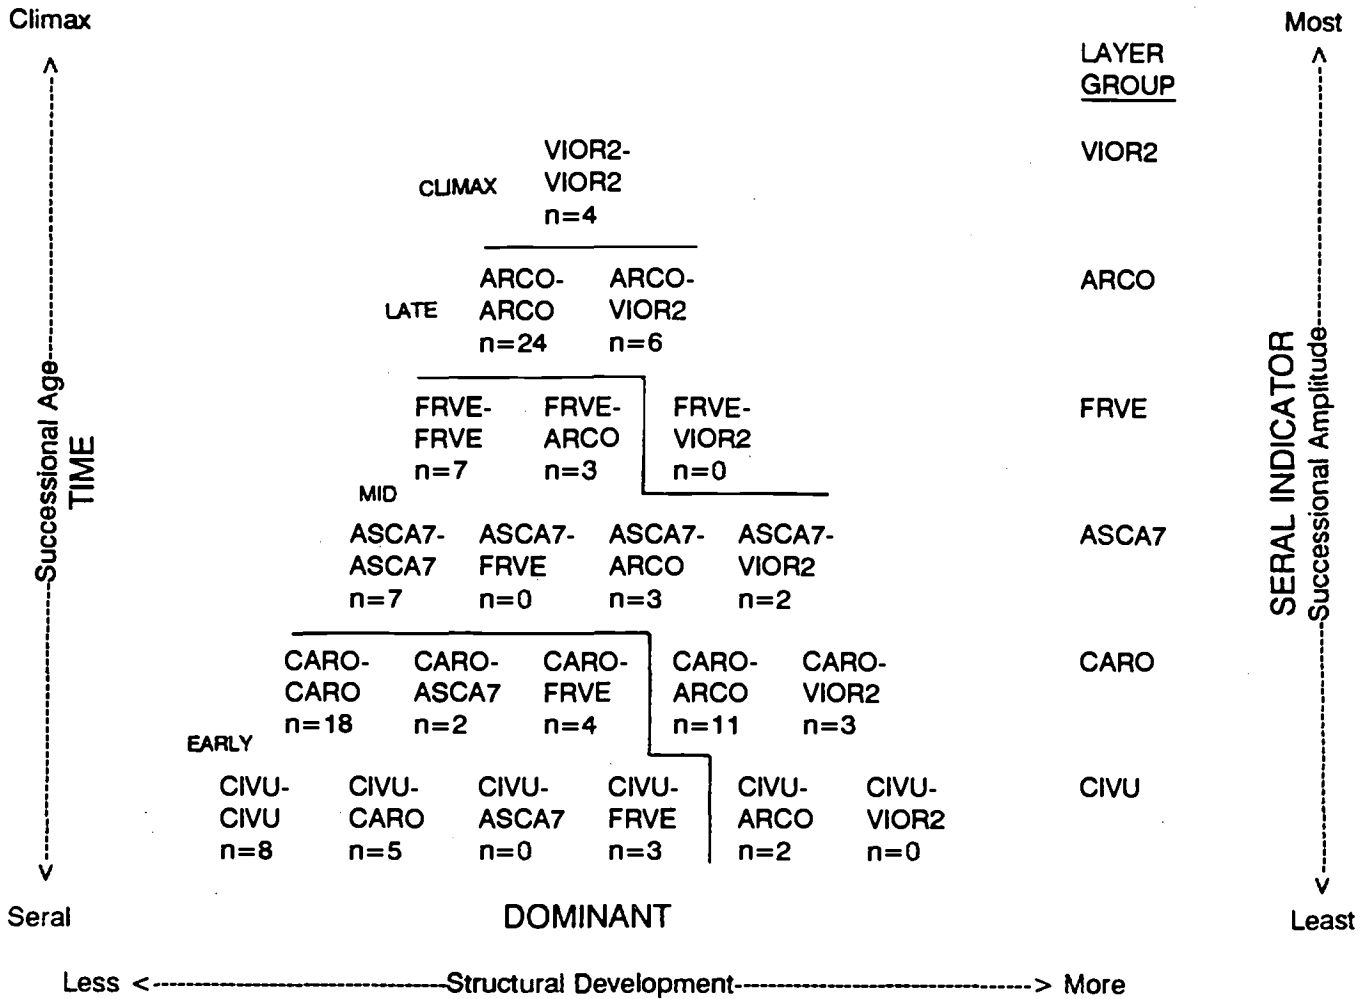 Climax
Most
LAYER
GROUP
VIOR2-
VIOR2
n=4
CLIMAX
VIOR2
ARCO- ARCO-
ARCO VIOR2
n=24 n=6
LATE
ARCO
FRVE- FRVE- FRVE-
FRVE ARCO VIOR2
n=7 n=3 n=0
FRVE
MID
ASCA7- ASCA7- ASCA7- ASCA7-
ASCA7 FRVE ARCO VIOR2
n=7 n=0 n=3 n=2
ASCA7
CARO- CARO- CARO- CARO- CARO-
CARO ASCA7 FRVE ARCO VIOR2
n=18 n=2 n=4 n=11 n=3
CARO
EARLY
CIVU- CIVU- CIVU- CIVU- CIVU- CIVU-
CIVU CARO ASCA7 FRVE ARCO VIOR2
n=8 n=5 n=0 n=3 n=2 n=0
CIVU
Successional Age
TIME
SERAL INDICATOR
Successional Amplitude
Seral
DOMINANT
Least
Less <-----Structural Development-----> More